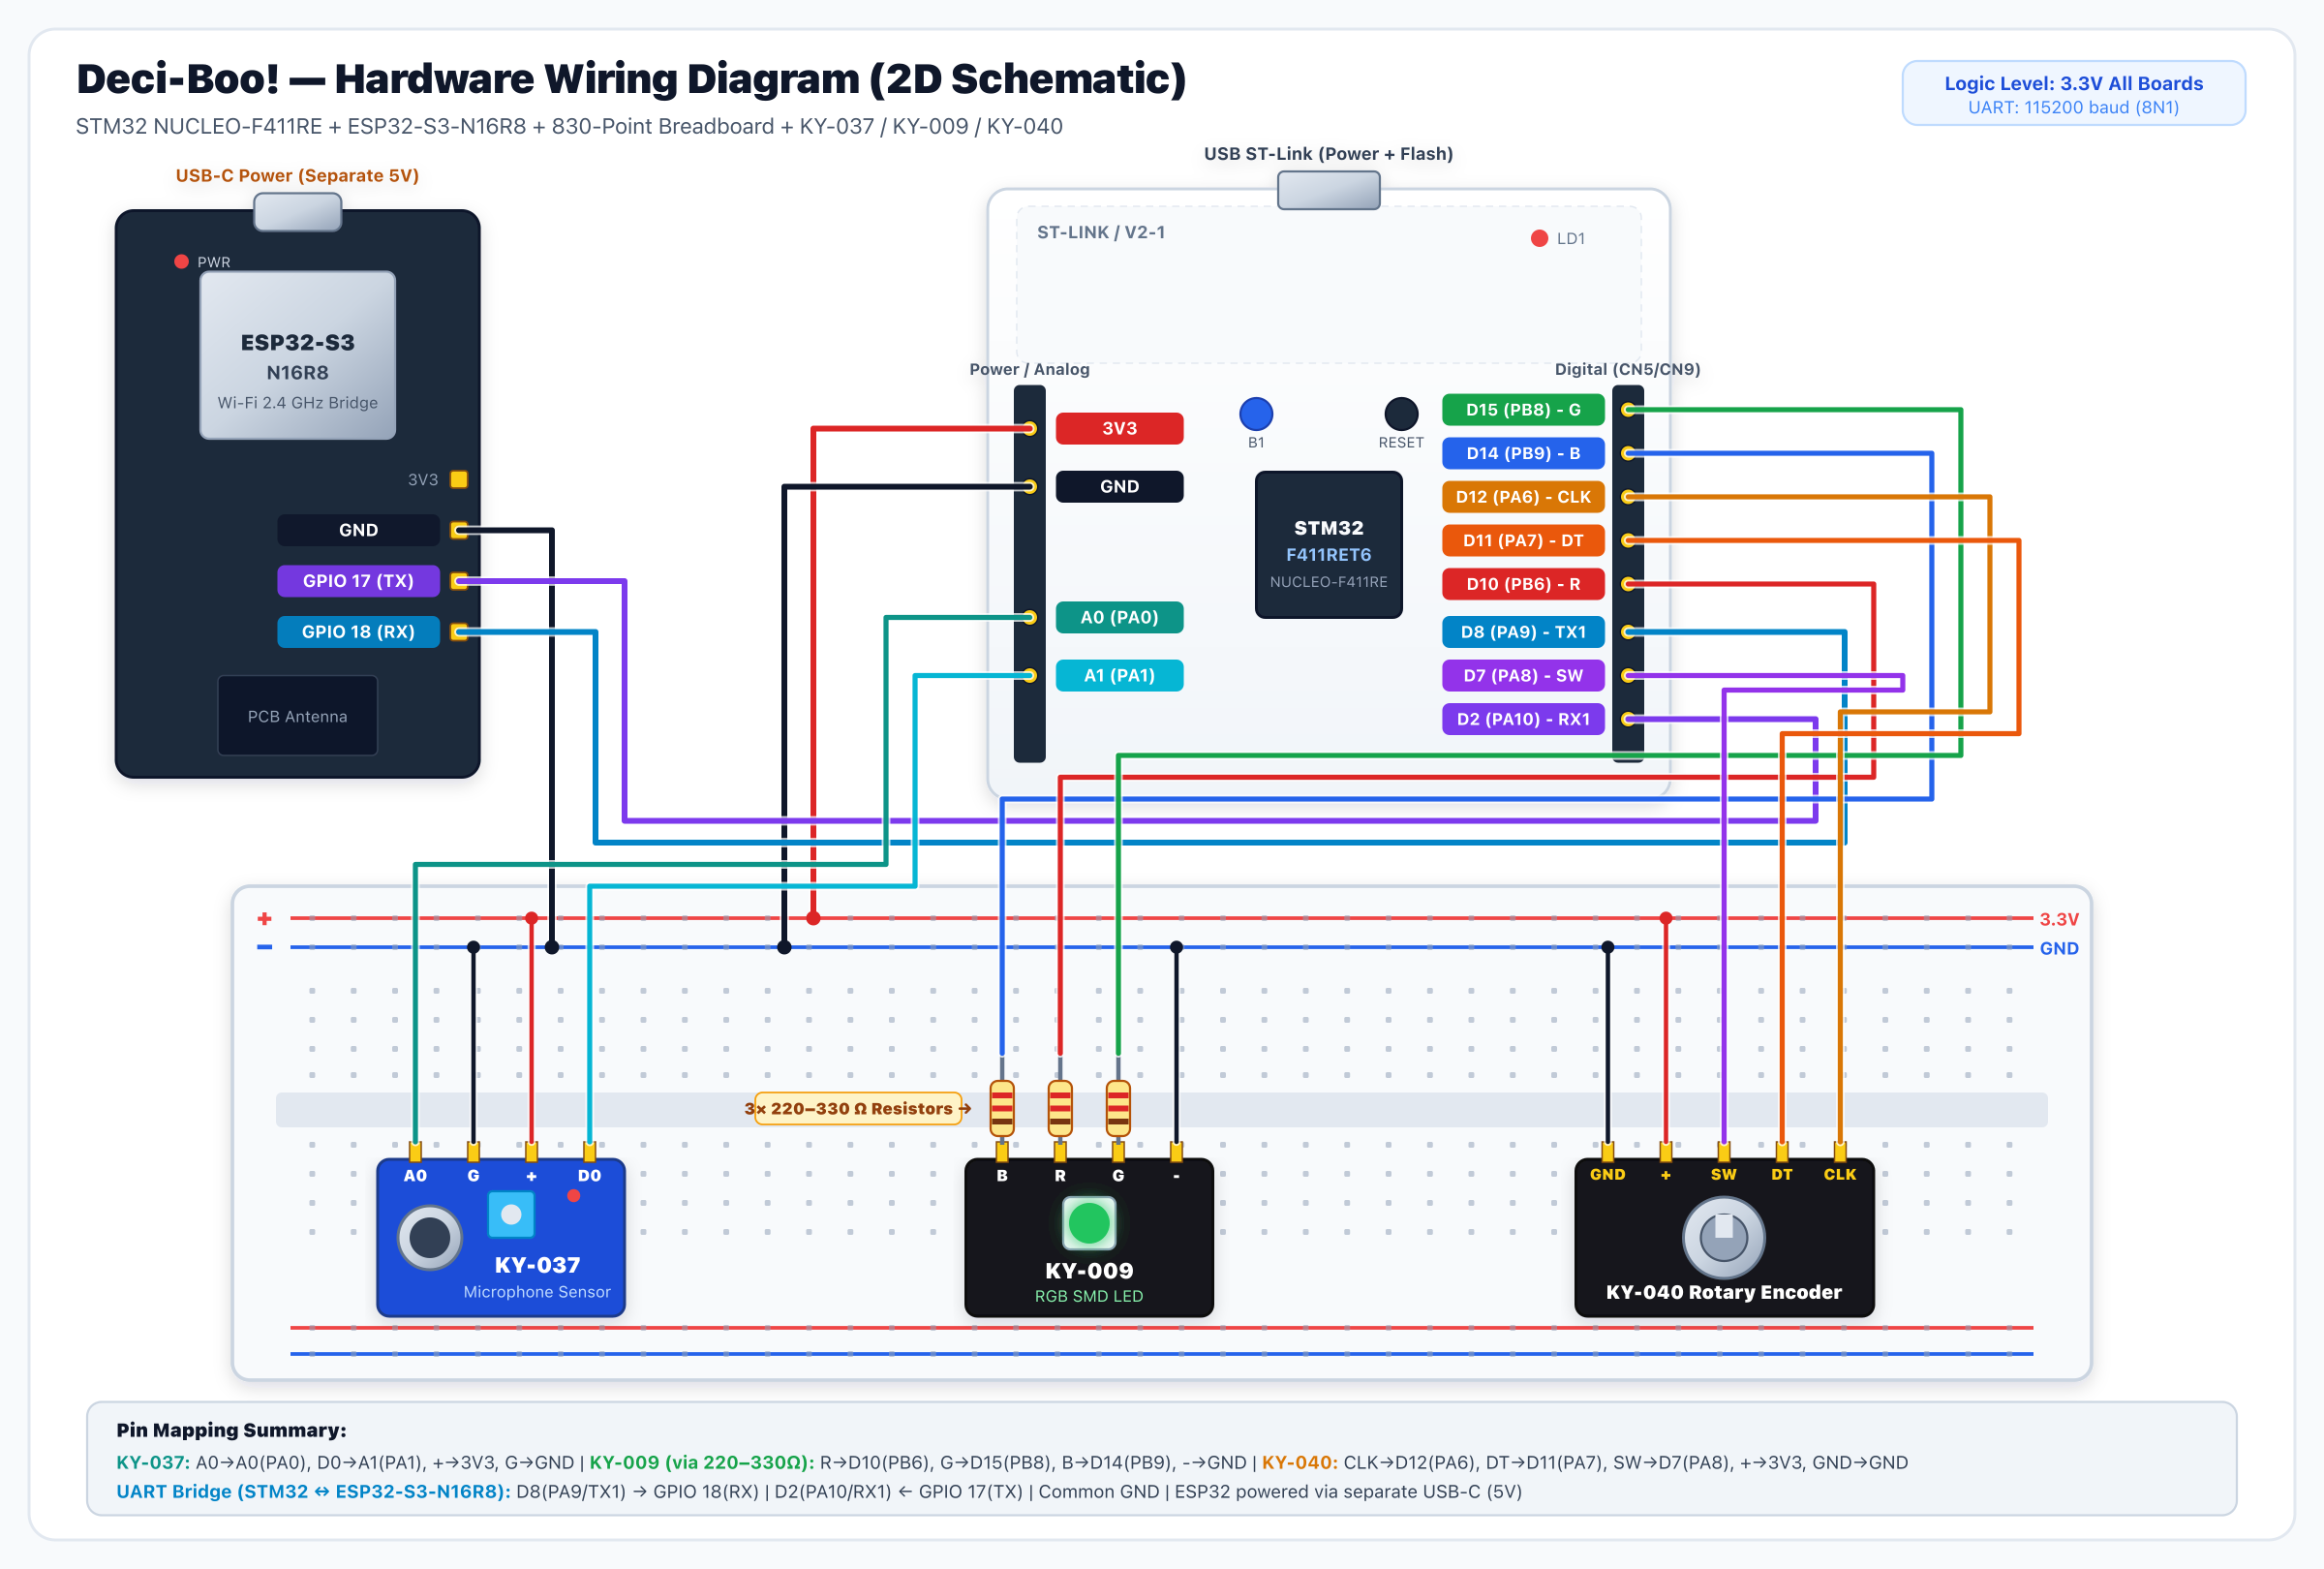 Deci-Boo! — Hardware Wiring Diagram (2D Schematic)
STM32 NUCLEO-F411RE + ESP32-S3-N16R8 + 830-Point Breadboard + KY-037 / KY-009 / KY-040
Logic Level: 3.3V All Boards
UART: 115200 baud (8N1)
USB-C Power (Separate 5V)
PWR
ESP32-S3
N16R8
Wi-Fi 2.4 GHz Bridge
3V3
GND
GPIO 17 (TX)
GPIO 18 (RX)
PCB Antenna
USB ST-Link (Power + Flash)
ST-LINK / V2-1
LD1
Power / Analog
Digital (CN5/CN9)
3V3
GND
A0 (PA0)
A1 (PA1)
B1
RESET
STM32
F411RET6
NUCLEO-F411RE
D15 (PB8) - G
D14 (PB9) - B
D12 (PA6) - CLK
D11 (PA7) - DT
D10 (PB6) - R
D8 (PA9) - TX1
D7 (PA8) - SW
D2 (PA10) - RX1
+
3.3V
−
GND
3× 220–330 Ω Resistors →
A0 G + D0
KY-037
Microphone Sensor
B R G -
KY-009
RGB SMD LED
GND + SW DT CLK
KY-040 Rotary Encoder
Pin Mapping Summary:
KY-037: A0→A0(PA0), D0→A1(PA1), +→3V3, G→GND | KY-009 (via 220–330Ω): R→D10(PB6), G→D15(PB8), B→D14(PB9), -→GND | KY-040: CLK→D12(PA6), DT→D11(PA7), SW→D7(PA8), +→3V3, GND→GND
UART Bridge (STM32 ↔ ESP32-S3-N16R8): D8(PA9/TX1) → GPIO 18(RX) | D2(PA10/RX1) ← GPIO 17(TX) | Common GND | ESP32 powered via separate USB-C (5V)